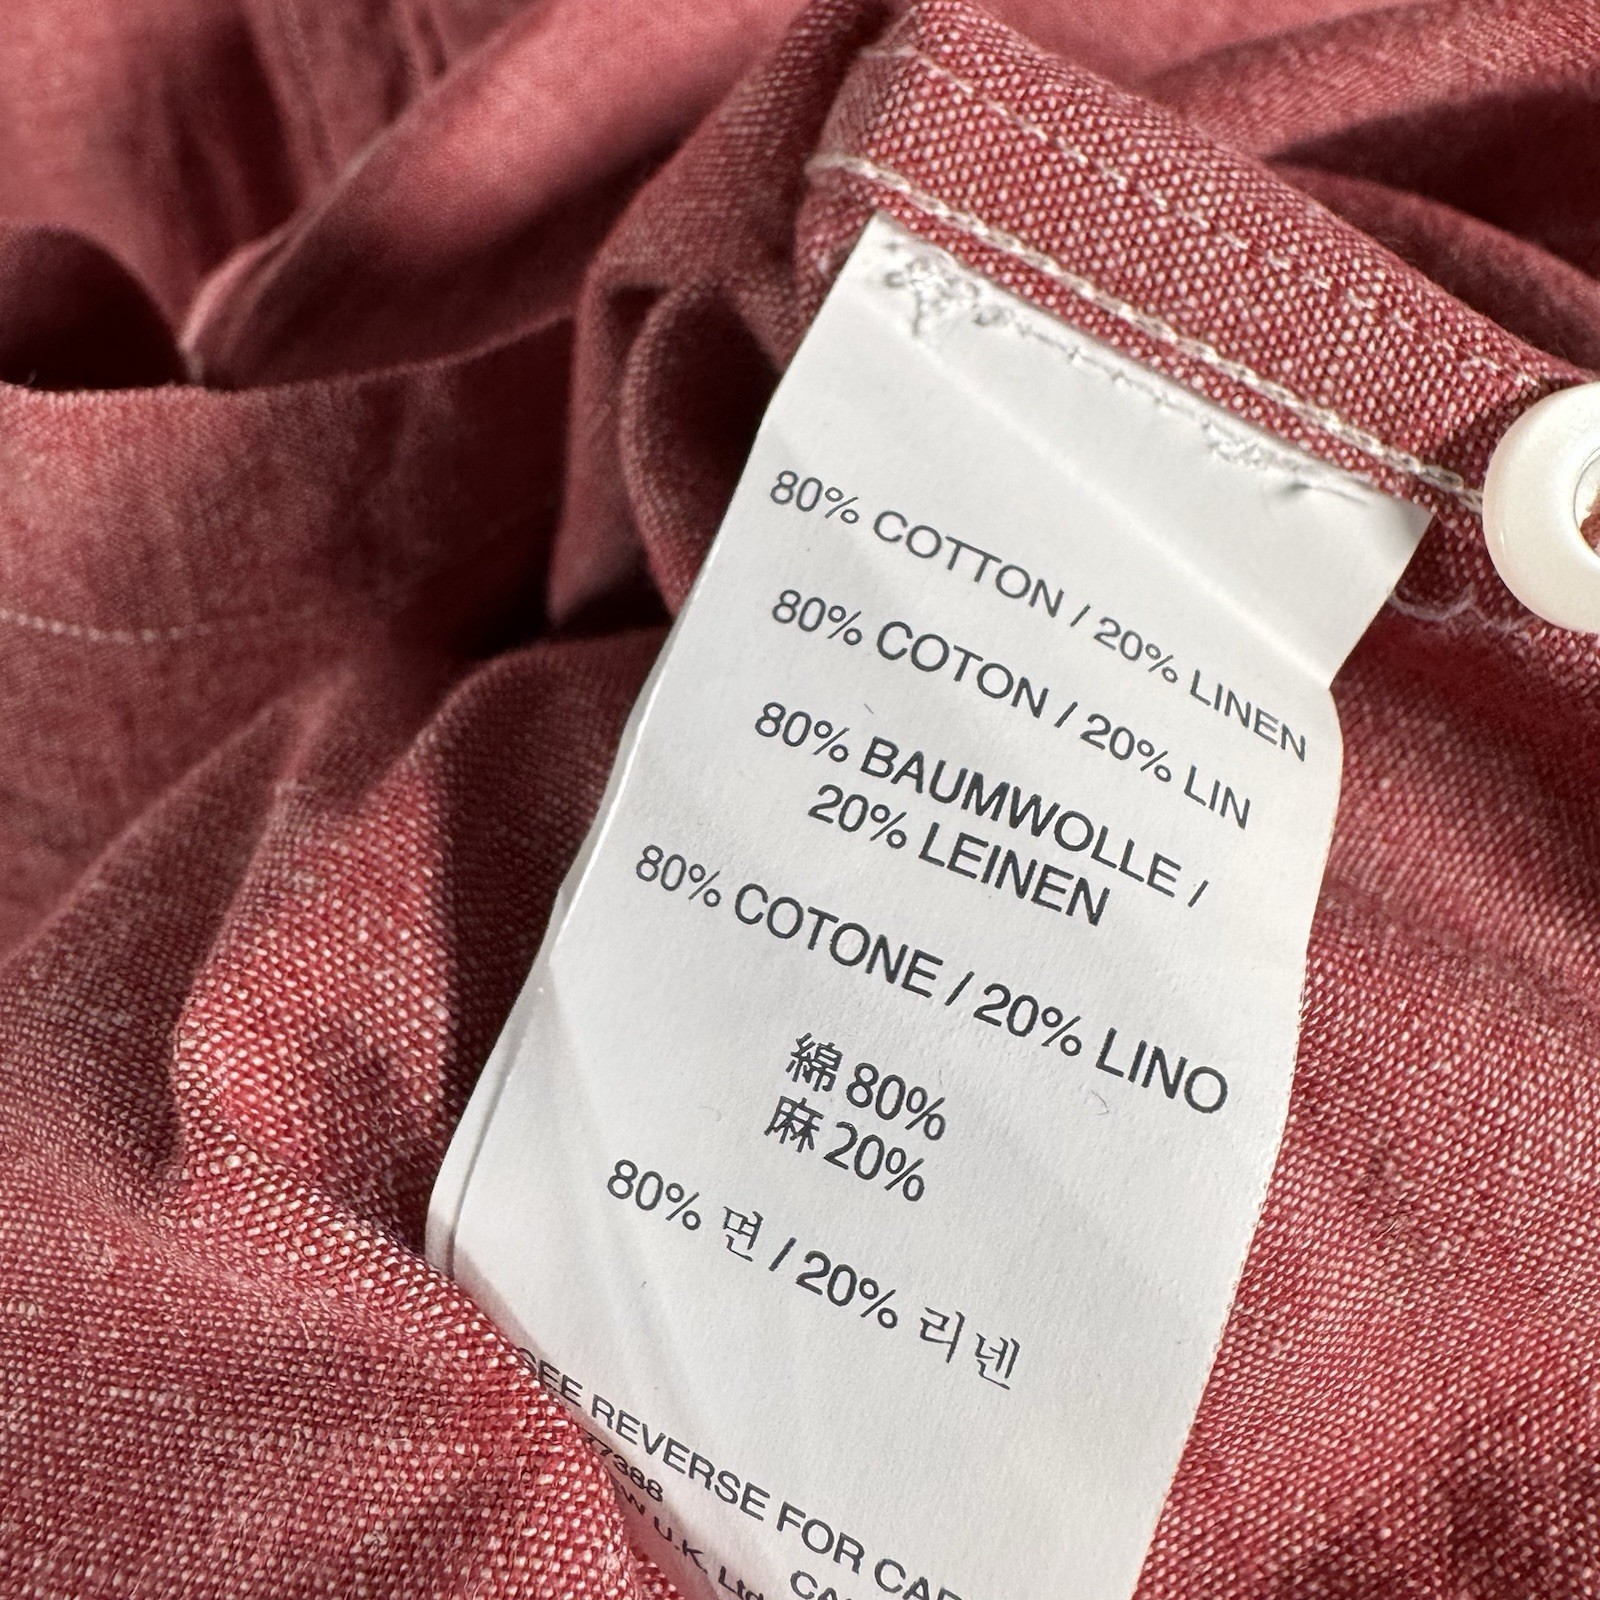 80% COTTON / 20% LINEN
80% COTON / 20% LIN
80% BAUMWOLLE /
20% LEINEN
80% COTONE / 20% LINO
綿 80%
麻 20%
80% 면 / 20% 리넨
SEE REVERSE FOR
U.K. Ltd